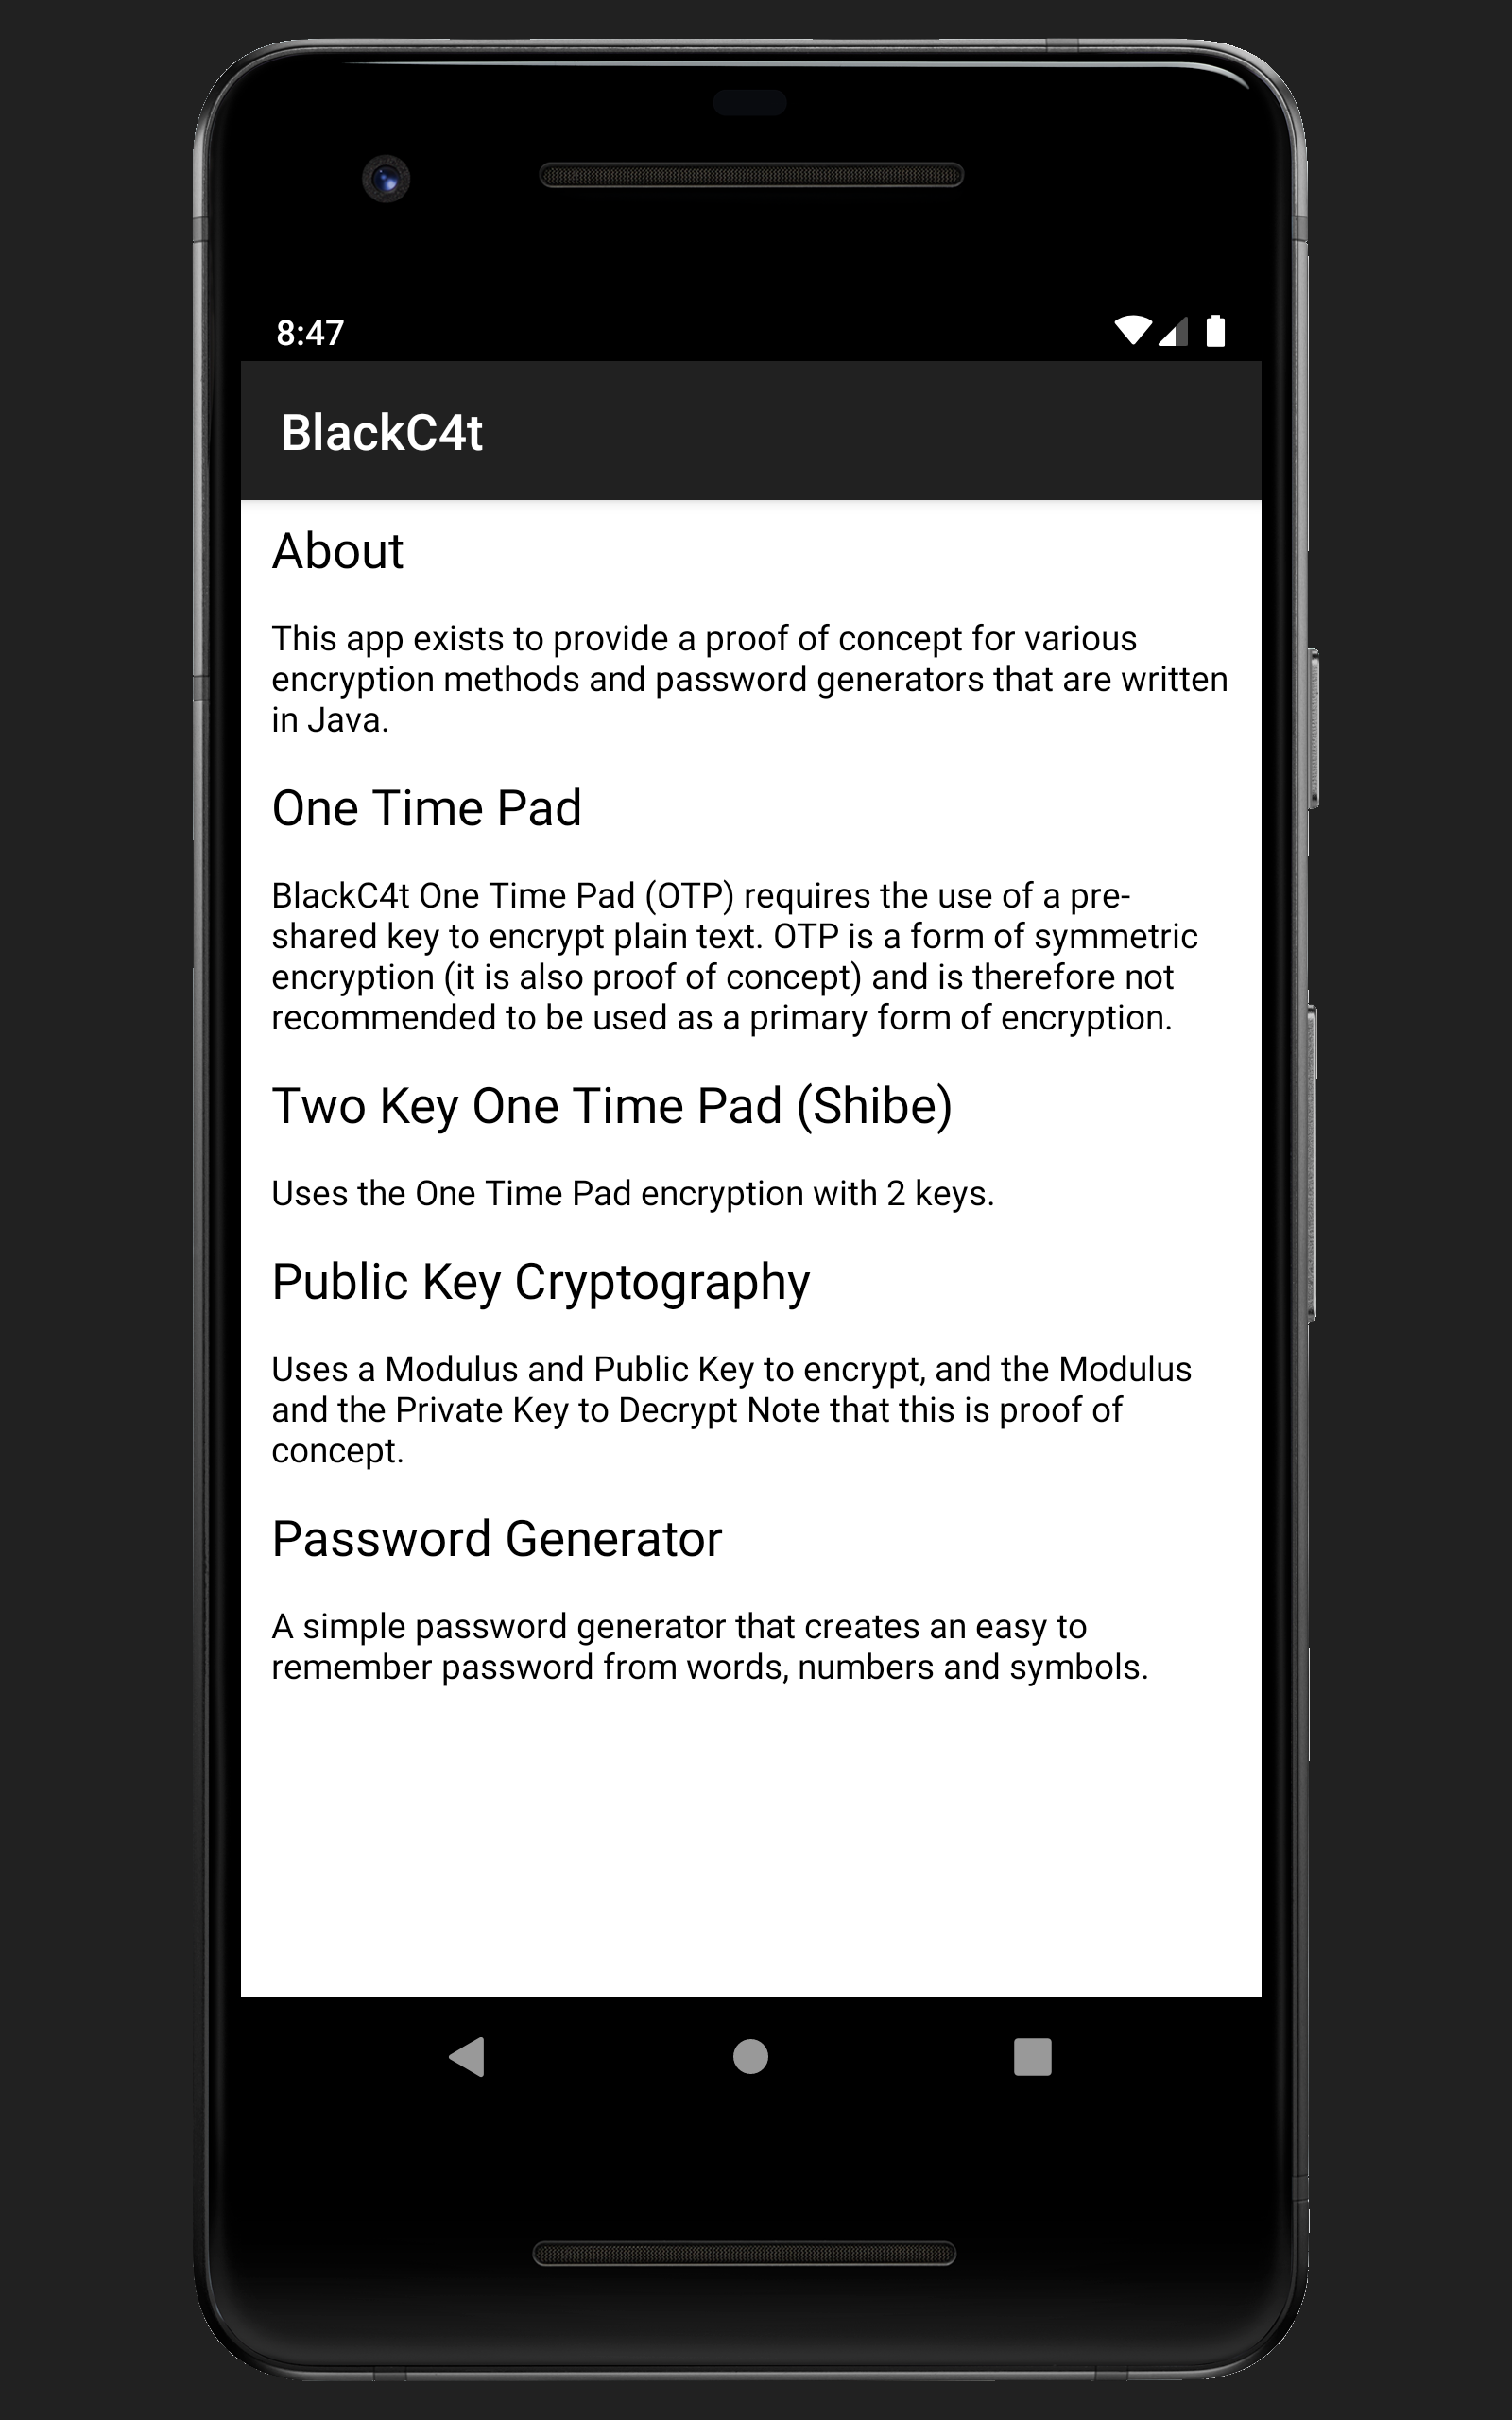 8:47
BlackC4t
About
This app exists to provide a proof of concept for various
encryption methods and password generators that are written
in Java.
One Time Pad
BlackC4t One Time Pad (OTP) requires the use of a pre-
shared key to encrypt plain text. OTP is a form of symmetric
encryption (it is also proof of concept) and is therefore not
recommended to be used as a primary form of encryption.
Two Key One Time Pad (Shibe)
Uses the One Time Pad encryption with 2 keys.
Public Key Cryptography
Uses a Modulus and Public Key to encrypt, and the Modulus
and the Private Key to Decrypt Note that this is proof of
concept.
Password Generator
A simple password generator that creates an easy to
remember password from words, numbers and symbols.